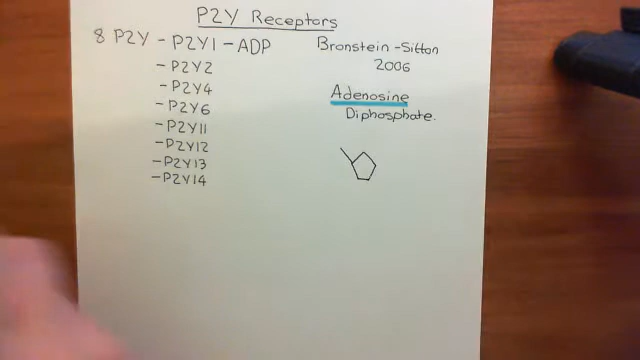 P2Y Receptors
8 P2Y - P2Y1 - ADP
- P2Y2
- P2Y4
- P2Y6
- P2Y11
- P2Y12
- P2Y13
- P2Y14
Bronstein-Sitton
2006
Adenosine
Diphosphate.